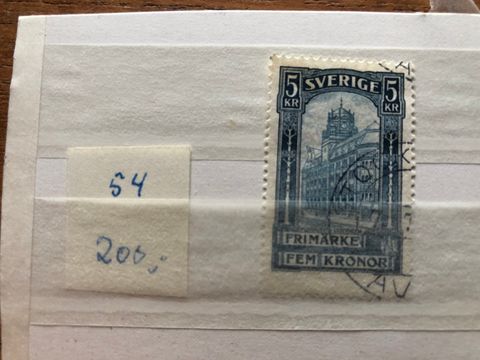 54
200,-
5 SVERIGE 5
KR KR
FRIMÄRKE
FEM KRONOR